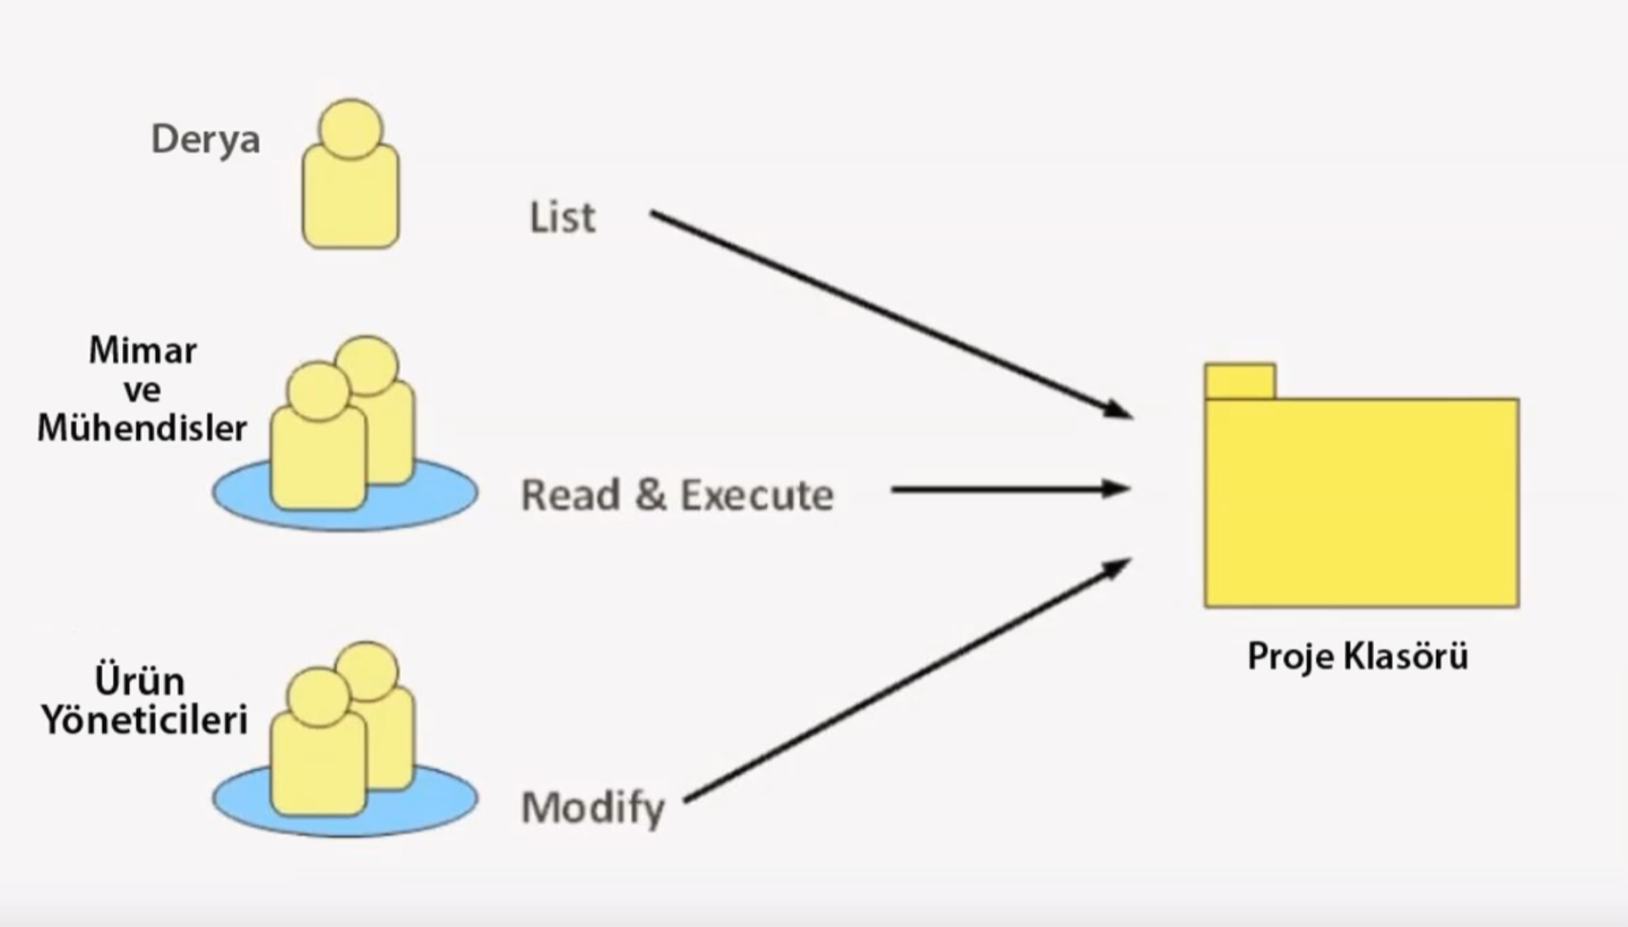 Derya
List
Mimar
ve
Mühendisler
Read & Execute
Ürün
Yöneticileri
Modify
Proje Klasörü